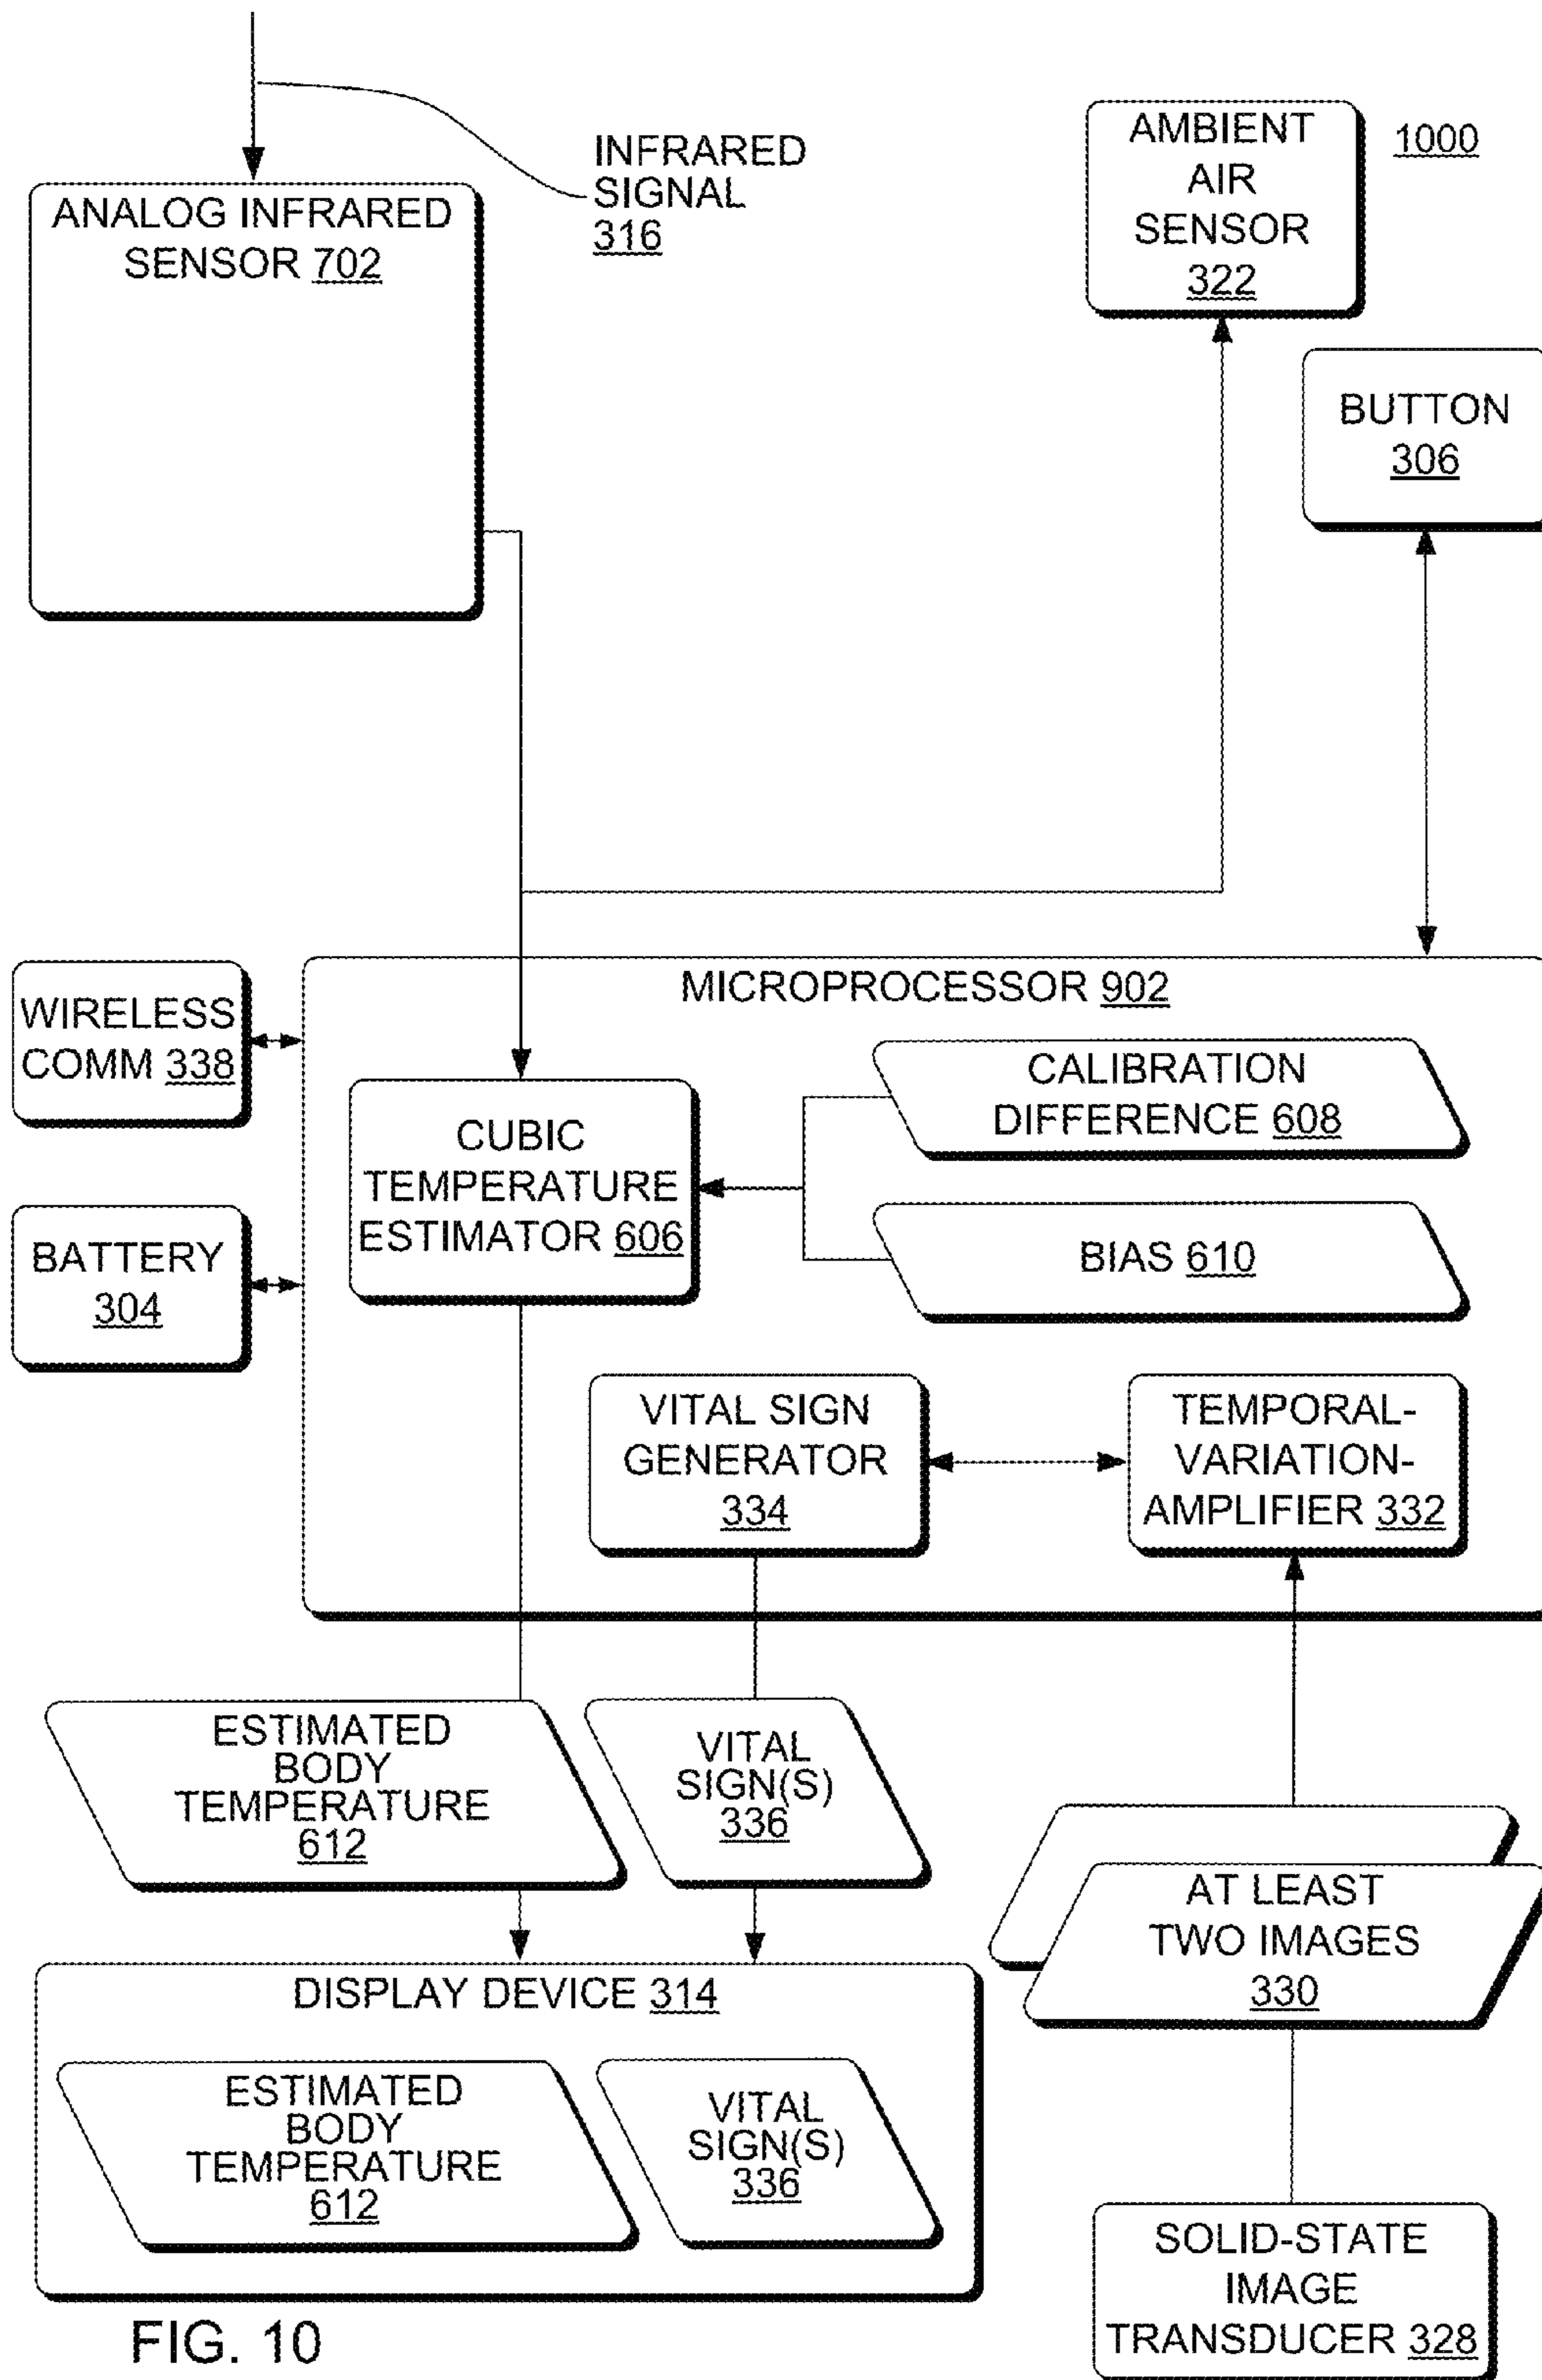 INFRARED
SIGNAL
316
ANALOG INFRARED
SENSOR 702
AMBIENT
AIR
SENSOR
322
1000
BUTTON
306
MICROPROCESSOR 902
WIRELESS
COMM 338
CALIBRATION
DIFFERENCE 608
CUBIC
TEMPERATURE
ESTIMATOR 606
BIAS 610
BATTERY
304
VITAL SIGN
GENERATOR
334
TEMPORAL-
VARIATION-
AMPLIFIER 332
ESTIMATED
BODY
TEMPERATURE
612
VITAL
SIGN(S)
336
AT LEAST
TWO IMAGES
330
DISPLAY DEVICE 314
ESTIMATED
BODY
TEMPERATURE
612
VITAL
SIGN(S)
336
SOLID-STATE
IMAGE
TRANSDUCER 328
FIG. 10